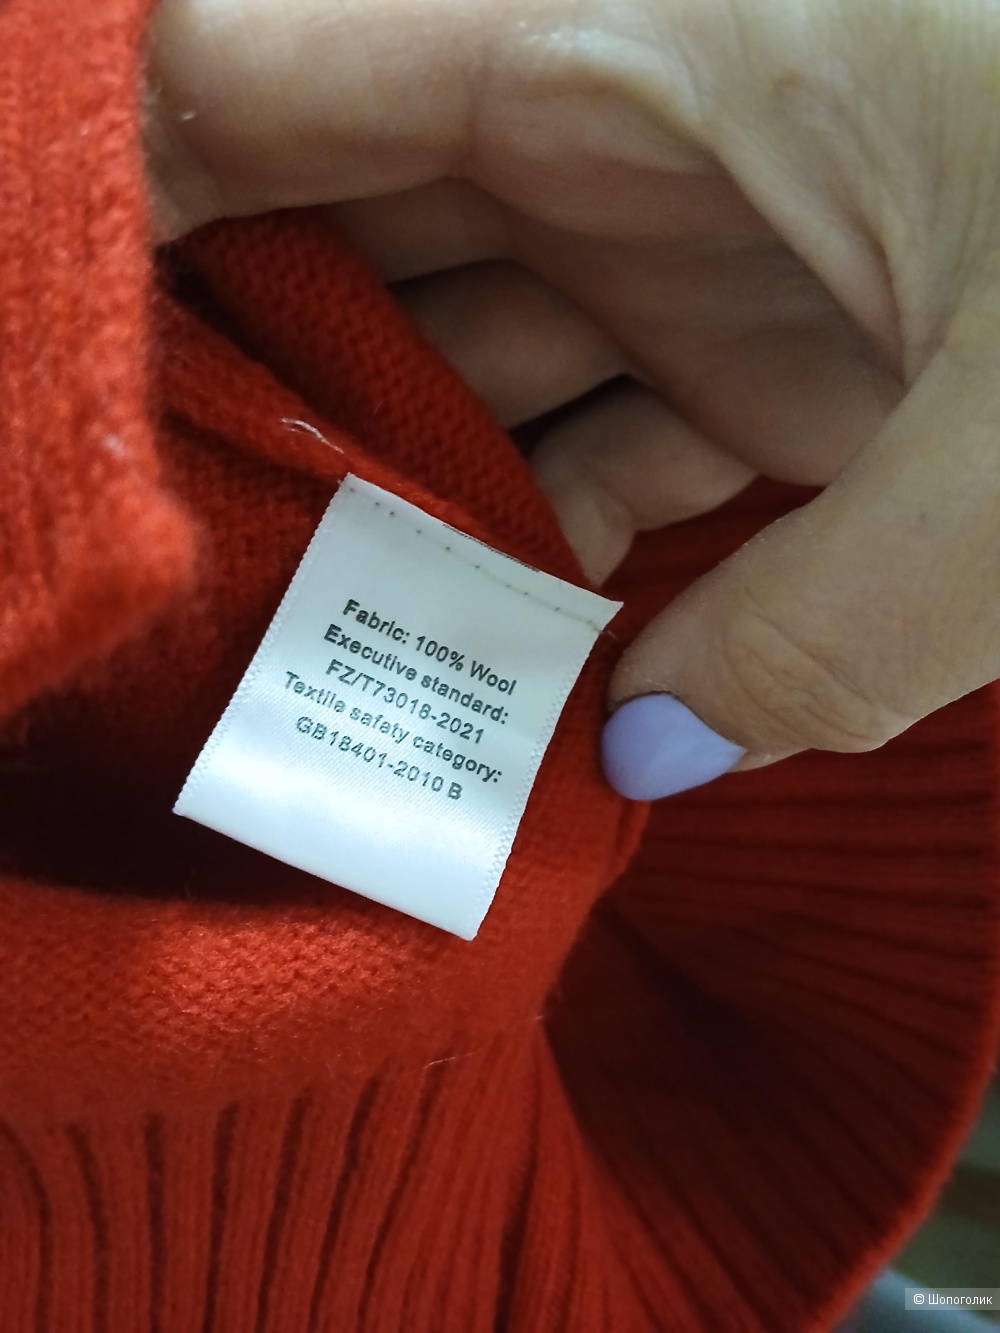 Fabric: 100% Wool
Executive standard:
FZ/T73018-2021
Textile safety category:
GB18401-2010 B
© Шопоголик